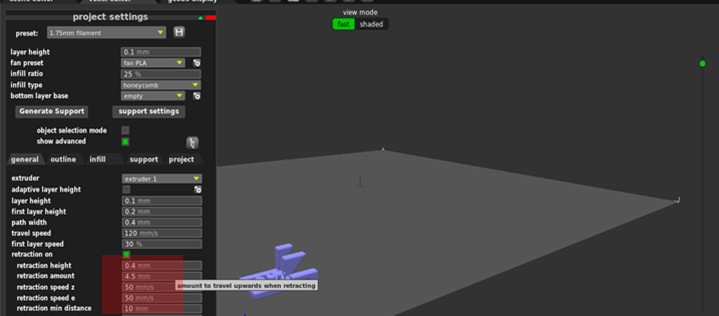 view mode
fast shaded
project settings
preset: 1.75mm filament
layer height 0.1 mm
fan preset fan PLA
infill ratio 25 %
infill type honeycomb
bottom layer base empty
Generate Support support settings
object selection mode
show advanced
general outline infill support project
extruder extruder 1
adaptive layer height
layer height 0.1 mm
first layer height 0.2 mm
path width 0.4 mm
travel speed 120 mm/s
first layer speed 30 %
retraction on
retraction height 0.4 mm
retraction amount 4.5 mm
amount to travel upwards when retracting
retraction speed z 50 mm/s
retraction speed e 50 mm/s
retraction min distance 10 mm